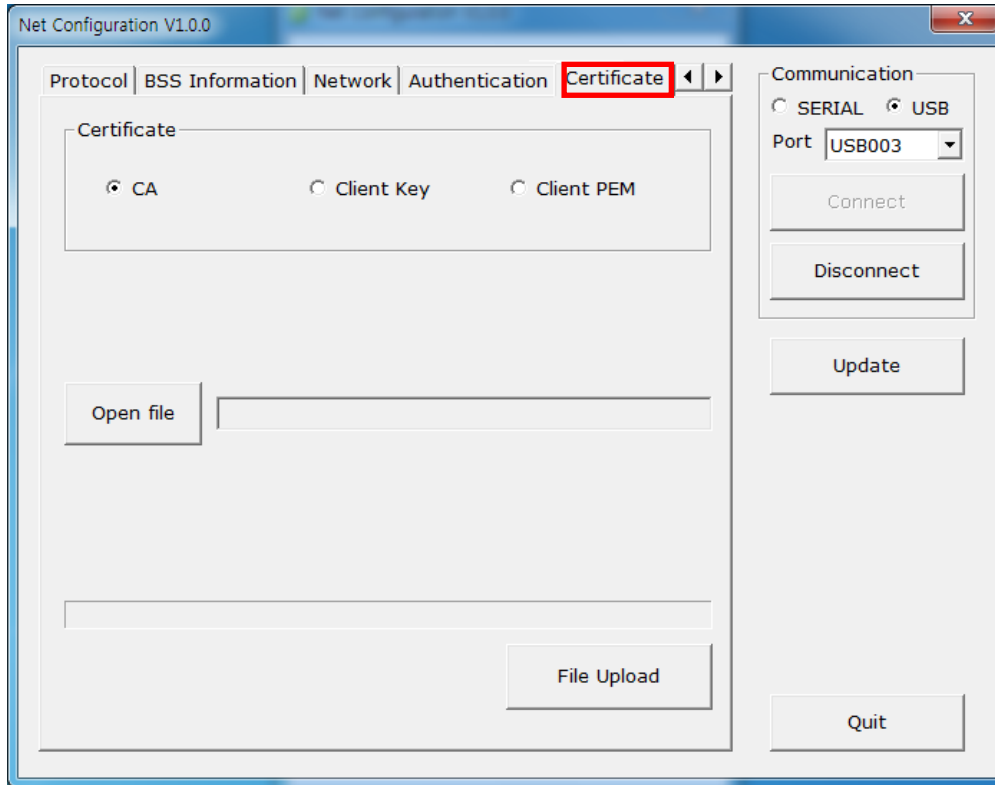 Net Configuration V1.0.0
Protocol BSS Information Network Authentication Certificate
Certificate
CA Client Key Client PEM
Open file
File Upload
Communication
SERIAL USB
Port USB003
Connect
Disconnect
Update
Quit